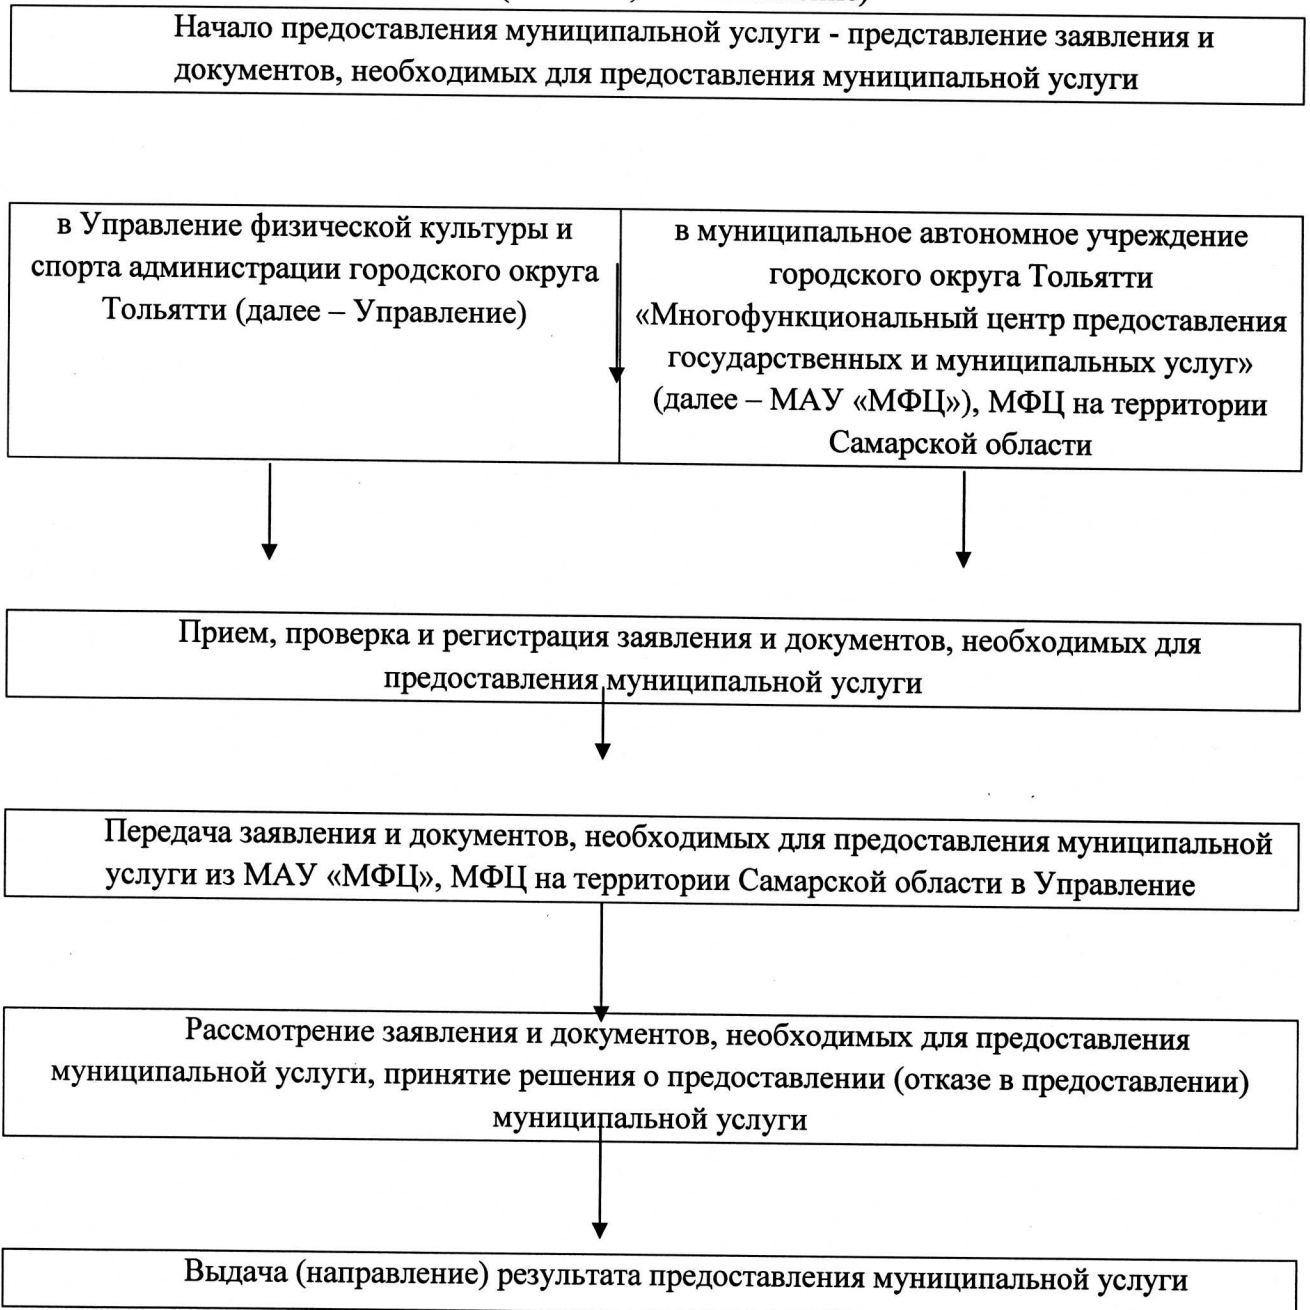 Начало предоставления муниципальной услуги - представление заявления и
документов, необходимых для предоставления муниципальной услуги
в Управление физической культуры и
спорта администрации городского округа
Тольятти (далее – Управление)
в муниципальное автономное учреждение
городского округа Тольятти
«Многофункциональный центр предоставления
государственных и муниципальных услуг»
(далее – МАУ «МФЦ»), МФЦ на территории
Самарской области
Прием, проверка и регистрация заявления и документов, необходимых для
предоставления муниципальной услуги
Передача заявления и документов, необходимых для предоставления муниципальной
услуги из МАУ «МФЦ», МФЦ на территории Самарской области в Управление
Рассмотрение заявления и документов, необходимых для предоставления
муниципальной услуги, принятие решения о предоставлении (отказе в предоставлении)
муниципальной услуги
Выдача (направление) результата предоставления муниципальной услуги